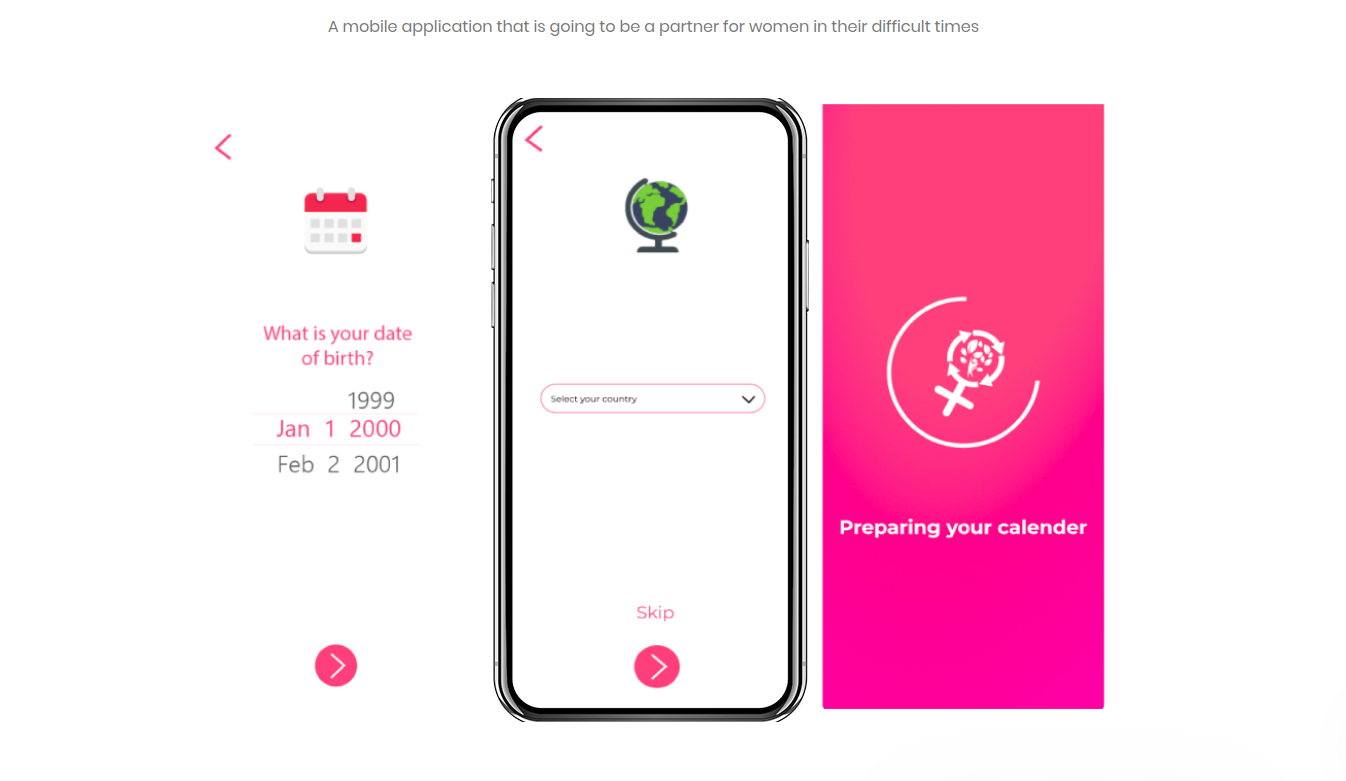 A mobile application that is going to be a partner for women in their difficult times
What is your date
of birth?
1999
Jan 1 2000
Feb 2 2001
Select your country
Skip
Preparing your calender